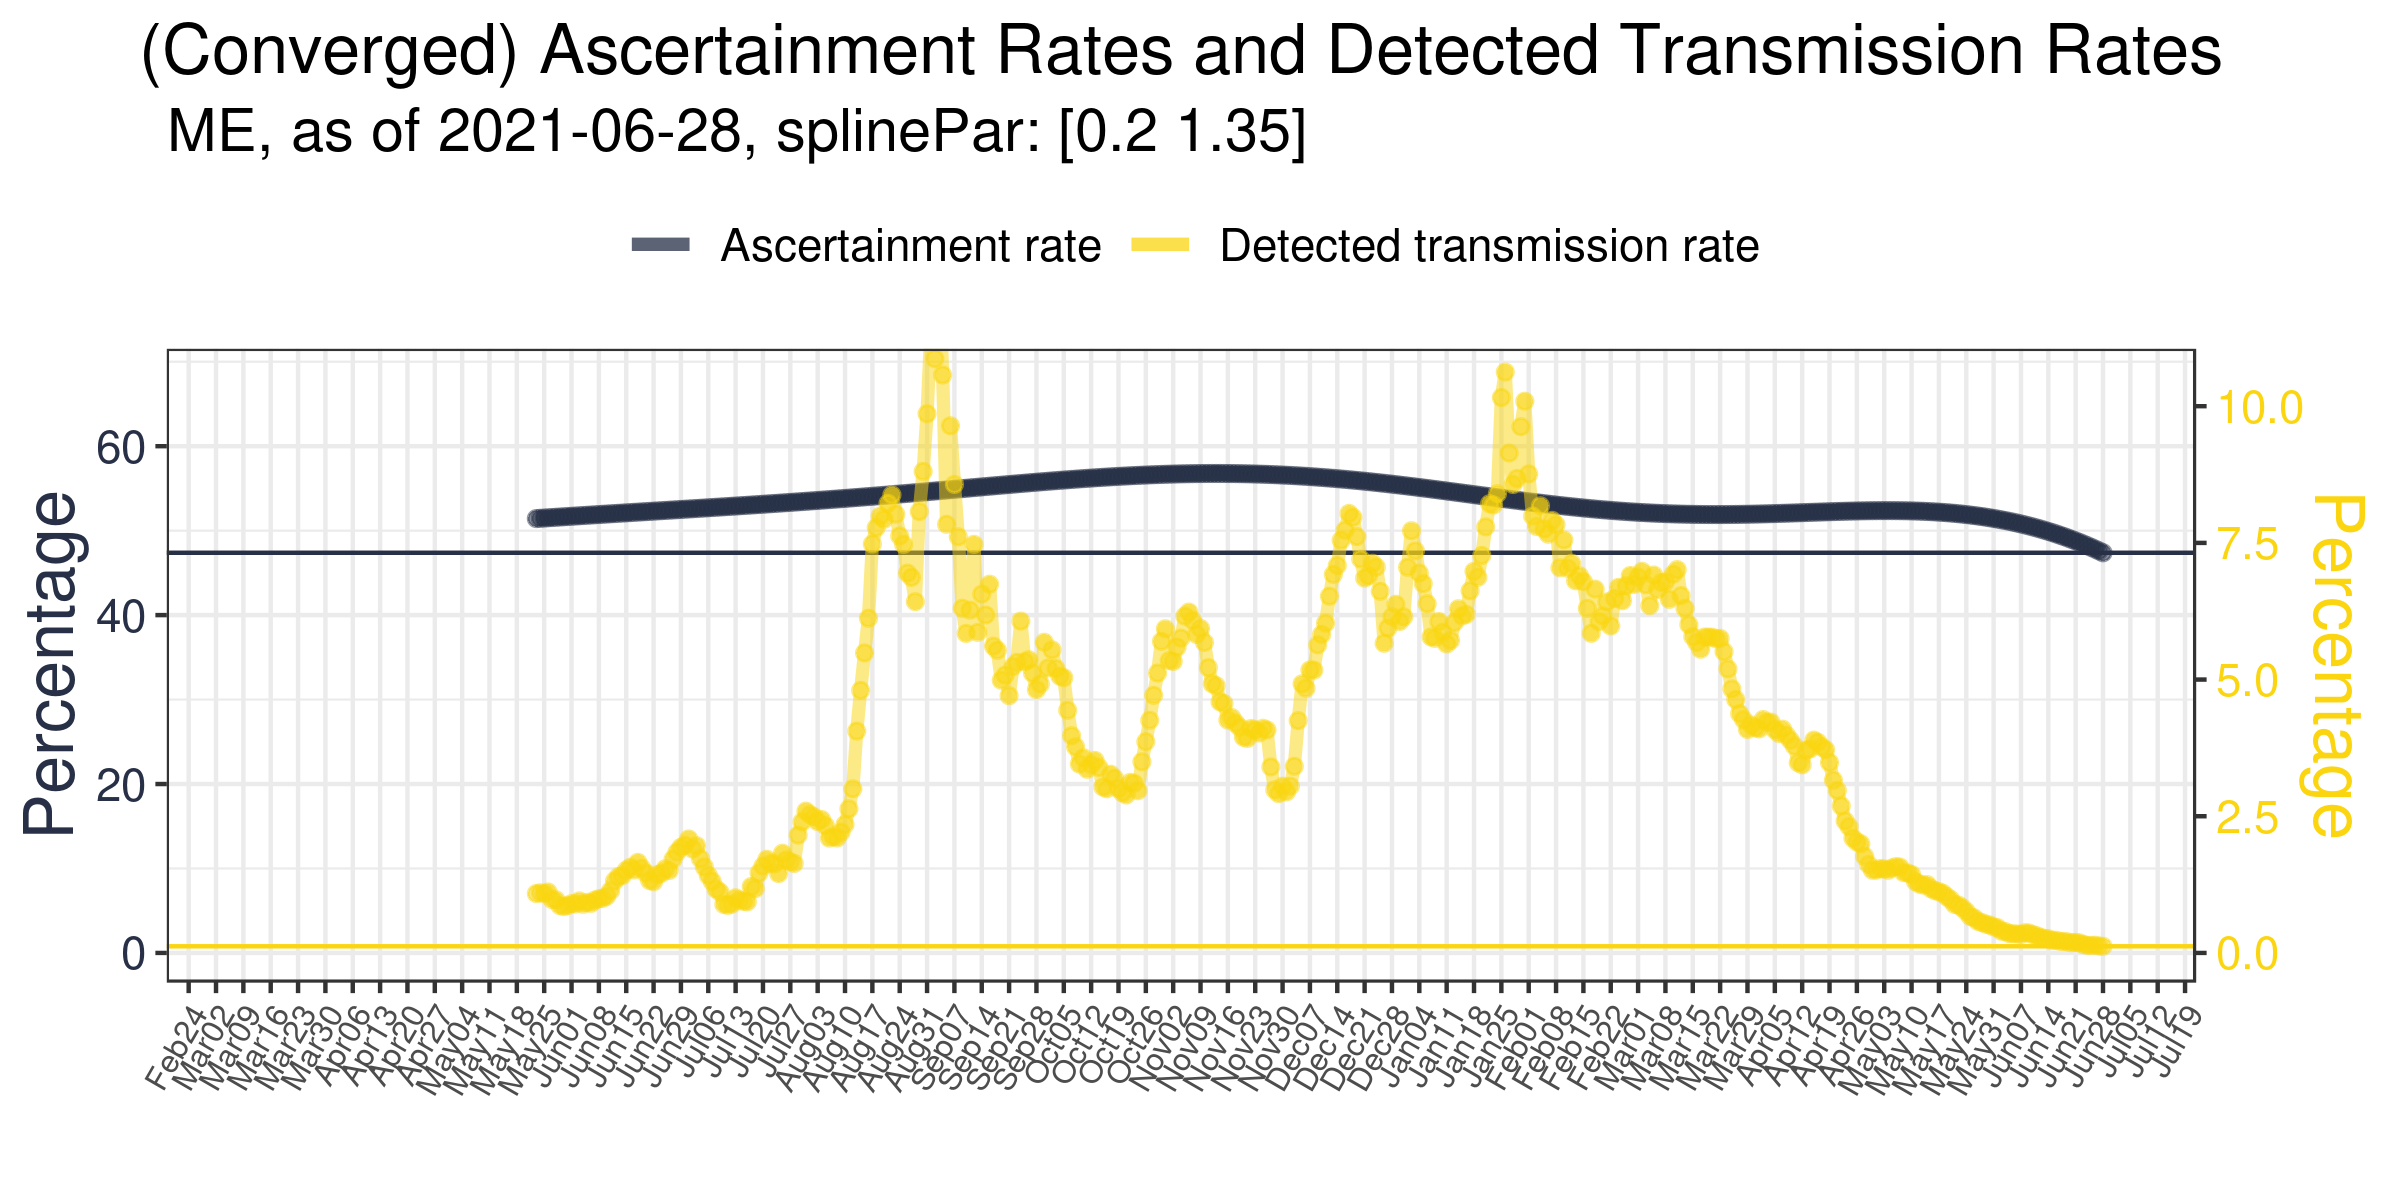 (Converged) Ascertainment Rates and Detected Transmission Rates
ME, as of 2021-06-28, splinePar: [0.2 1.35]
Ascertainment rate
Detected transmission rate
Percentage
60
40
20
0
10.0
7.5
5.0
2.5
0.0
Percentage
Feb24
Mar02
Mar09
Mar16
Mar23
Mar30
Apr06
Apr13
Apr20
Apr27
May04
May11
May18
May25
Jun01
Jun08
Jun15
Jun22
Jun29
Jul06
Jul13
Jul20
Jul27
Aug03
Aug10
Aug17
Aug24
Aug31
Sep07
Sep14
Sep21
Sep28
Oct05
Oct12
Oct19
Oct26
Nov02
Nov09
Nov16
Nov23
Nov30
Dec07
Dec14
Dec21
Dec28
Jan04
Jan11
Jan18
Jan25
Feb01
Feb08
Feb15
Feb22
Mar01
Mar08
Mar15
Mar22
Mar29
Apr05
Apr12
Apr19
Apr26
May03
May10
May17
May24
May31
Jun07
Jun14
Jun21
Jun28
Jul05
Jul12
Jul19